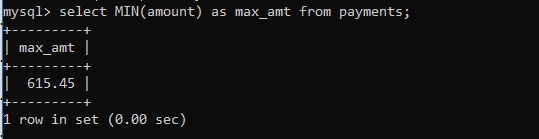 mysql> select MIN(amount) as max_amt from payments;
+---------+
| max_amt |
+---------+
|  615.45 |
+---------+
1 row in set (0.00 sec)